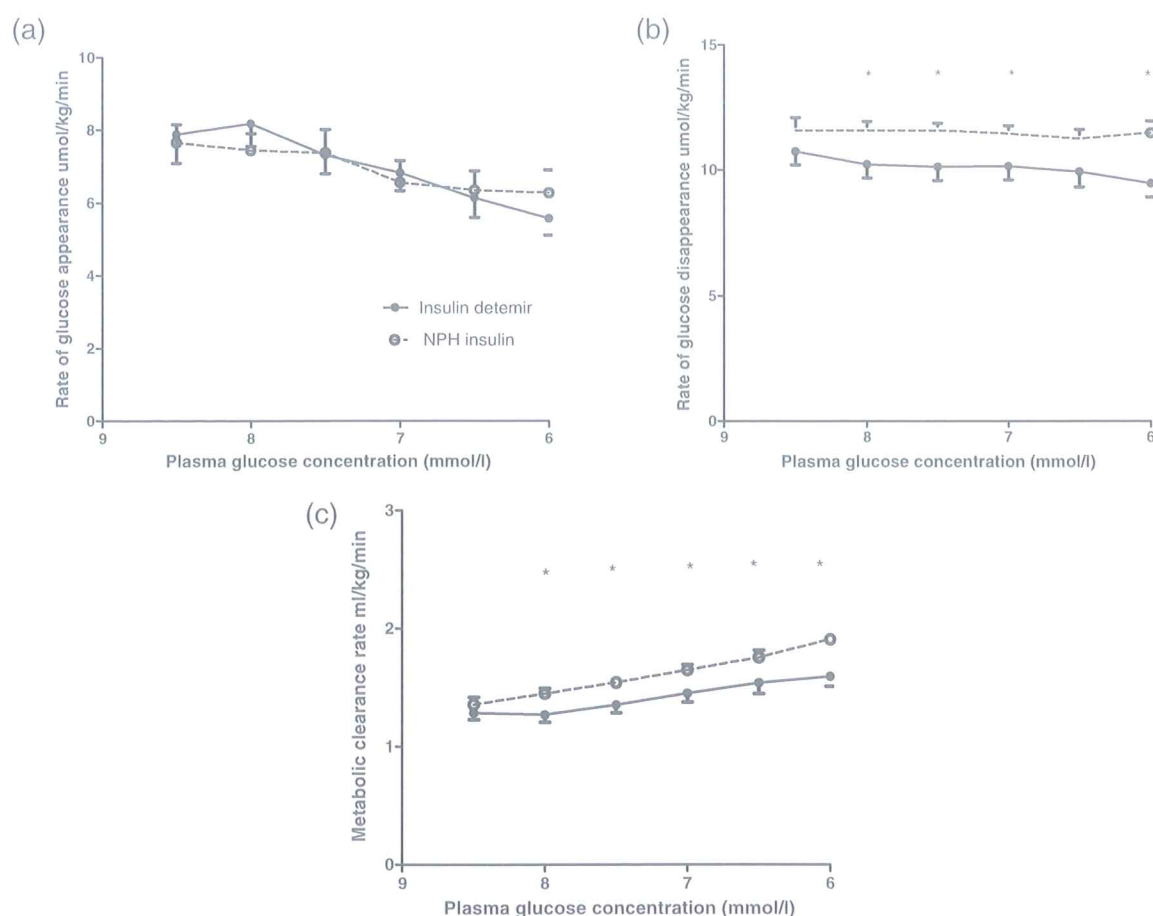 (a)
Rate of glucose appearance umol/kg/min
10
8
6
4
2
0
9
8
7
6
Plasma glucose concentration (mmol/l)
Insulin detemir
NPH insulin
(b)
Rate of glucose disappearance umol/kg/min
15
10
5
0
* * * *
9
8
7
6
Plasma glucose concentration (mmol/l)
(c)
Metabolic clearance rate ml/kg/min
3
2
1
0
* * * * *
9
8
7
6
Plasma glucose concentration (mmol/l)